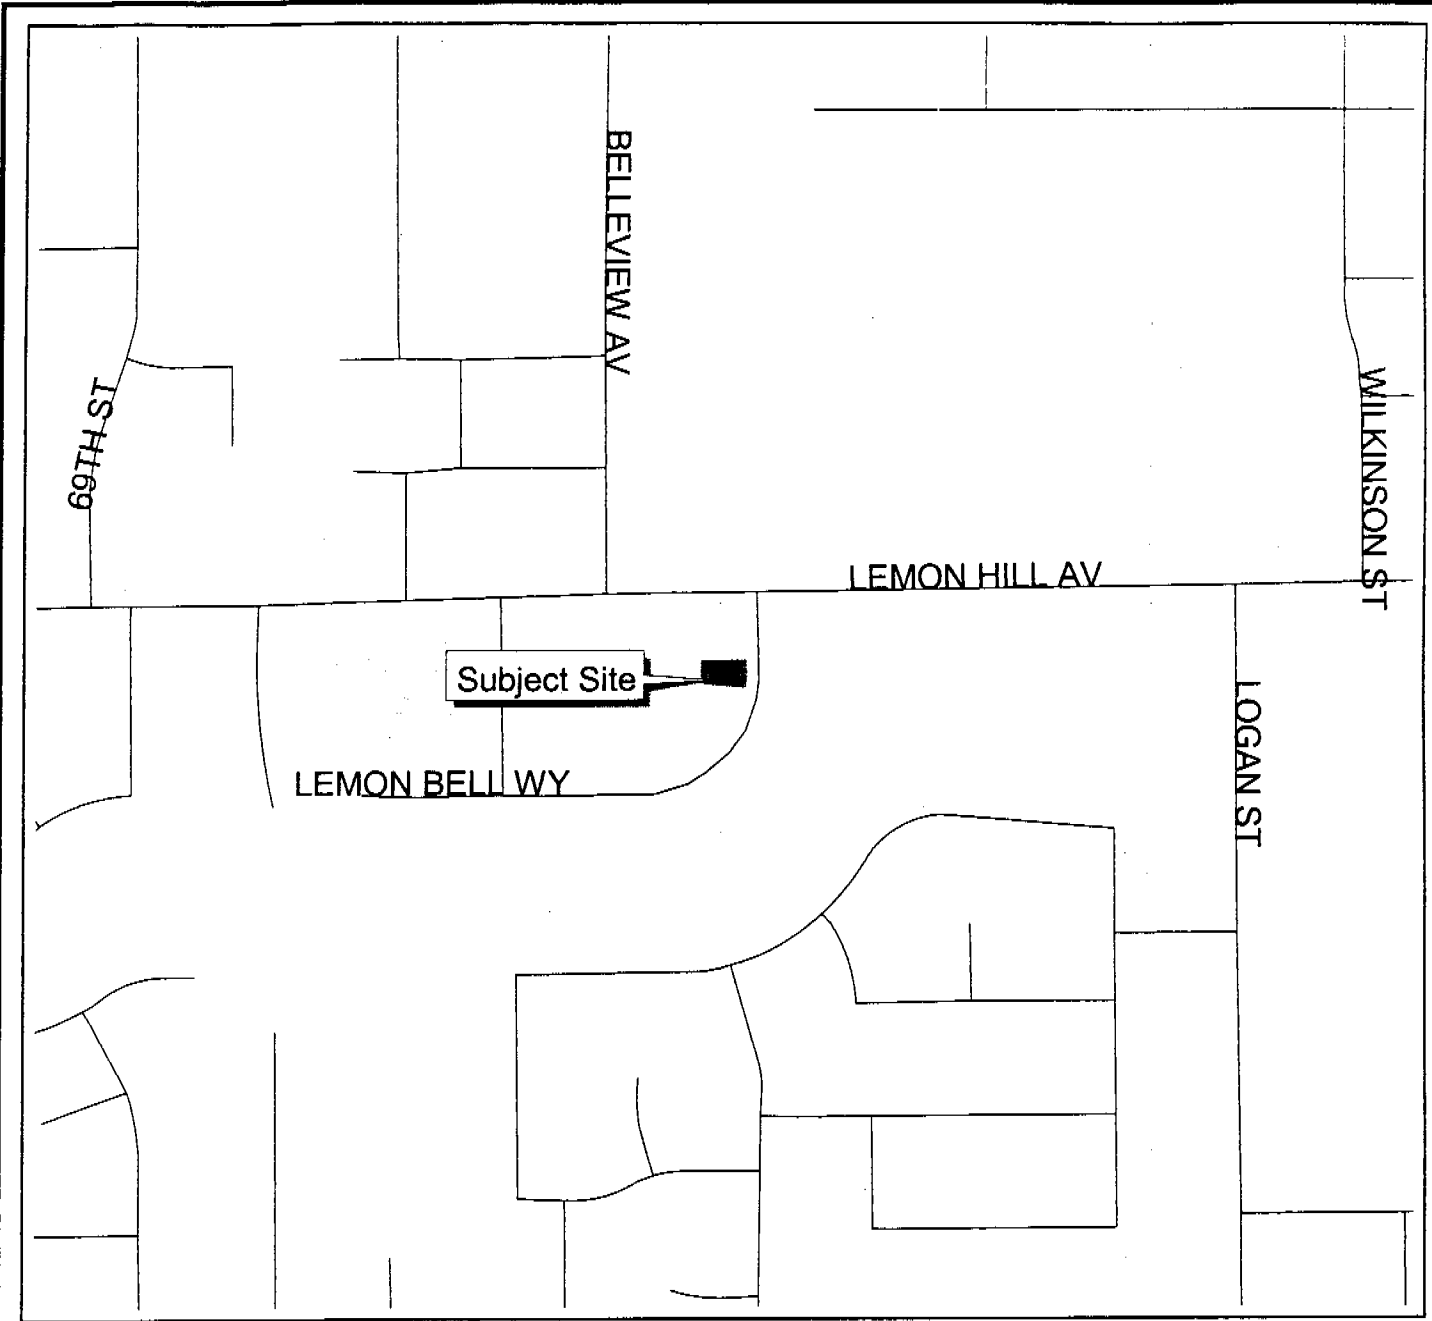 BELLEVIEW AV
69TH ST
WILKINSON ST
LEMON HILL AV
Subject Site
LOGAN ST
LEMON BELL WY